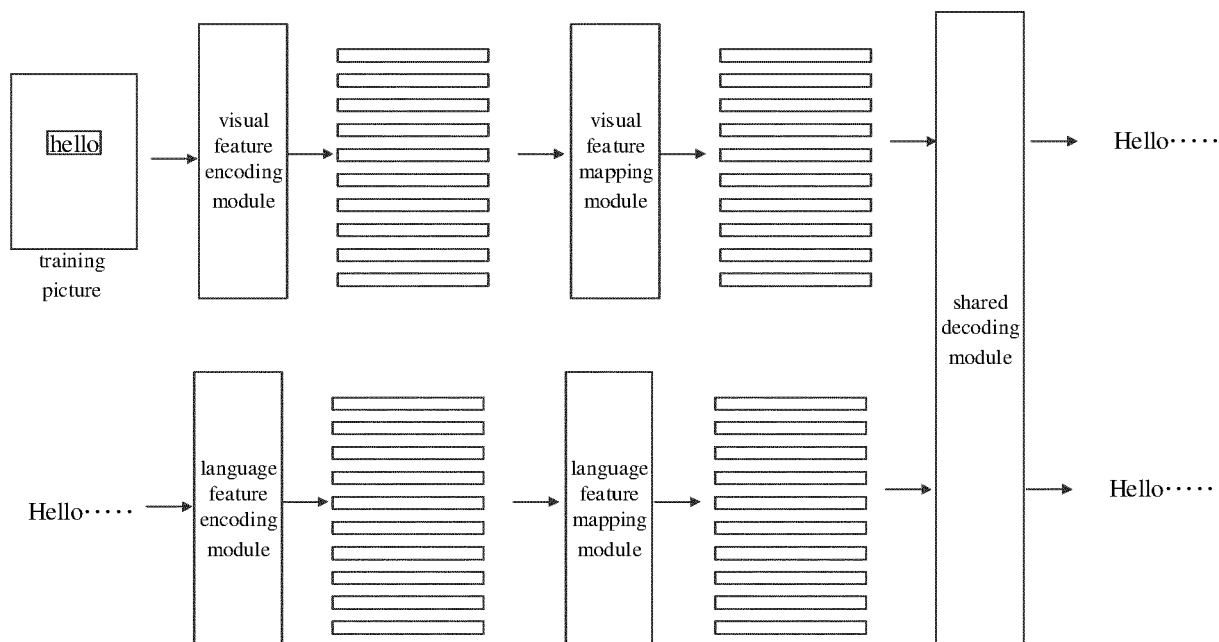 hello
training
picture
visual
feature
encoding
module
visual
feature
mapping
module
shared
decoding
module
Hello·····
Hello·····
language
feature
encoding
module
language
feature
mapping
module
Hello·····